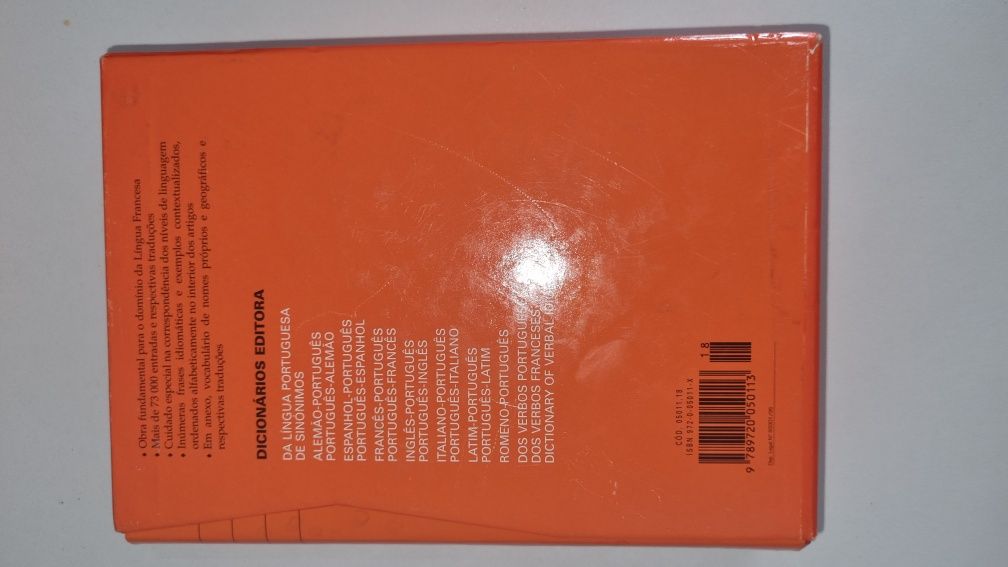 • Obra fundamental para o domínio da Língua Francesa
• Mais de 73 000 entradas e respectivas traduções
• Cuidado especial na correspondência dos níveis de linguagem
• Inúmeras frases idiomáticas e exemplos contextualizados,
ordenados alfabeticamente no interior dos artigos
• Em anexo, vocabulário de nomes próprios e geográficos e
respectivas traduções
DICIONÁRIOS EDITORA
DA LÍNGUA PORTUGUESA
DE SINÓNIMOS
ALEMÃO-PORTUGUÊS
PORTUGUÊS-ALEMÃO
ESPANHOL-PORTUGUÊS
PORTUGUÊS-ESPANHOL
FRANCÊS-PORTUGUÊS
PORTUGUÊS-FRANCÊS
INGLÊS-PORTUGUÊS
PORTUGUÊS-INGLÊS
ITALIANO-PORTUGUÊS
PORTUGUÊS-ITALIANO
LATIM-PORTUGUÊS
PORTUGUÊS-LATIM
ROMENO-PORTUGUÊS
DOS VERBOS PORTUGUESES
DOS VERBOS FRANCESES
DICTIONARY OF VERBAL
CÓD. 05011.18
ISBN 972-0-05011-X
18
9 789720 050113
Dep. Legal N.º